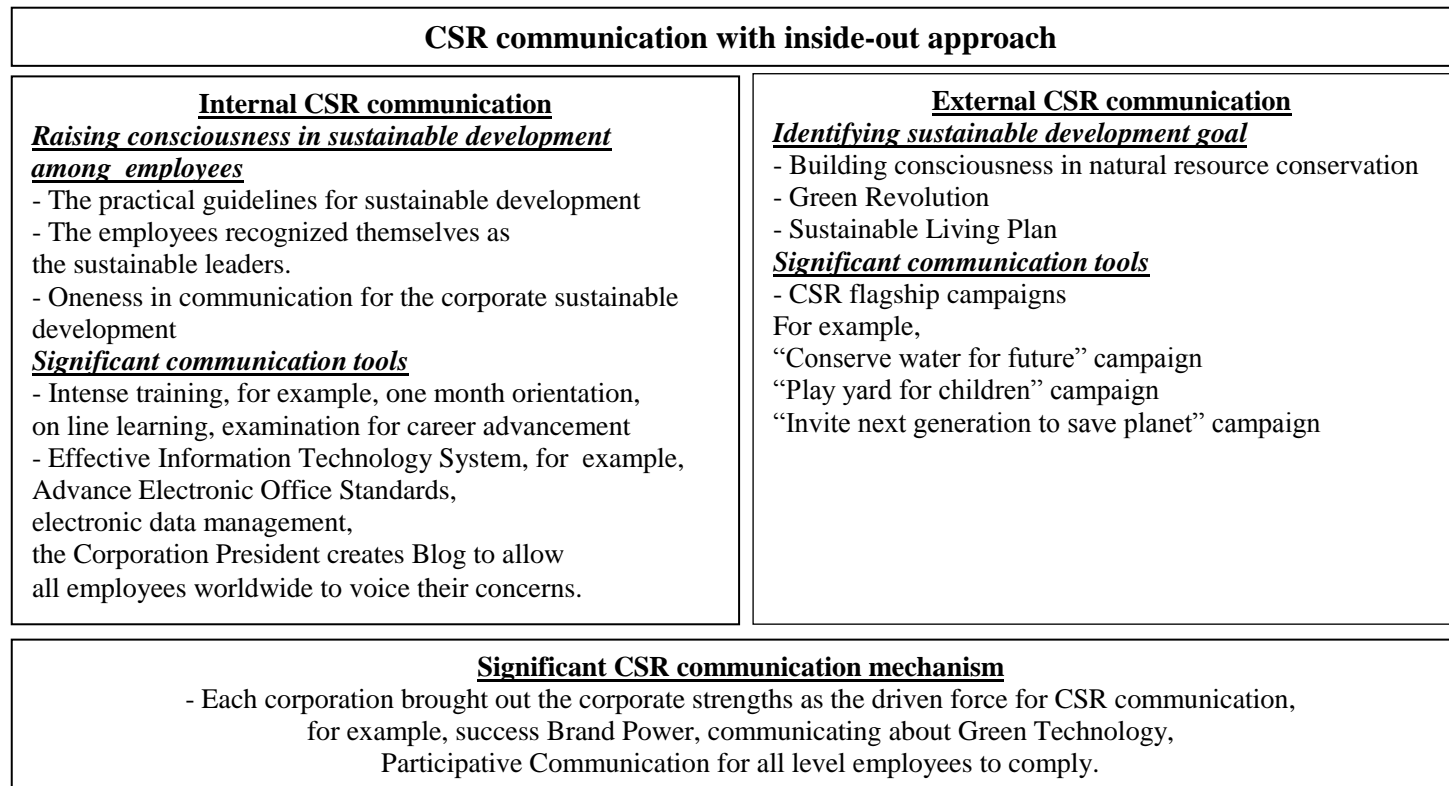 CSR communication with inside-out approach
Internal CSR communication
Raising consciousness in sustainable development
among employees
- The practical guidelines for sustainable development
- The employees recognized themselves as
the sustainable leaders.
- Oneness in communication for the corporate sustainable
development
Significant communication tools
- Intense training, for example, one month orientation,
on line learning, examination for career advancement
- Effective Information Technology System, for example,
Advance Electronic Office Standards,
electronic data management,
the Corporation President creates Blog to allow
all employees worldwide to voice their concerns.
External CSR communication
Identifying sustainable development goal
- Building consciousness in natural resource conservation
- Green Revolution
- Sustainable Living Plan
Significant communication tools
- CSR flagship campaigns
For example,
“Conserve water for future” campaign
“Play yard for children” campaign
“Invite next generation to save planet” campaign
Significant CSR communication mechanism
- Each corporation brought out the corporate strengths as the driven force for CSR communication,
for example, success Brand Power, communicating about Green Technology,
Participative Communication for all level employees to comply.